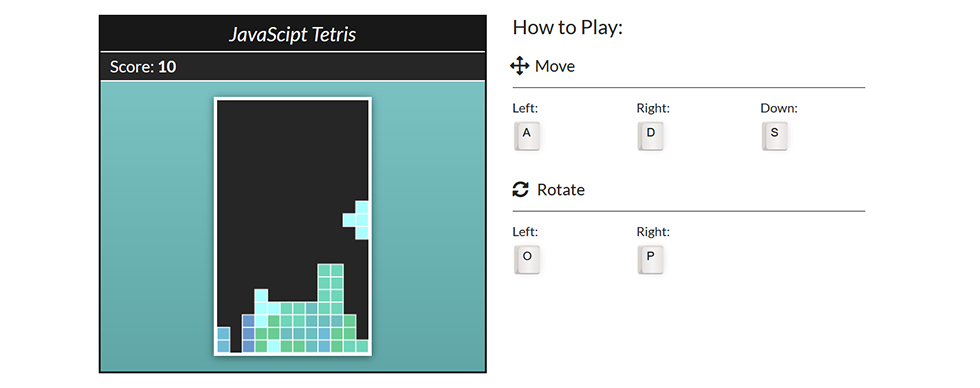 JavaScipt Tetris
Score: 10
How to Play:
Move
Left: Right: Down:
A D S
Rotate
Left: Right:
O P